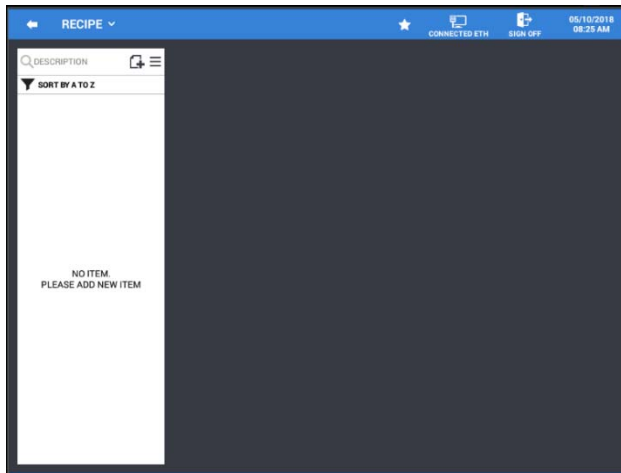 RECIPE
CONNECTED ETH
SIGN OFF
05/10/2018
08:25 AM
DESCRIPTION
SORT BY A TO Z
NO ITEM.
PLEASE ADD NEW ITEM